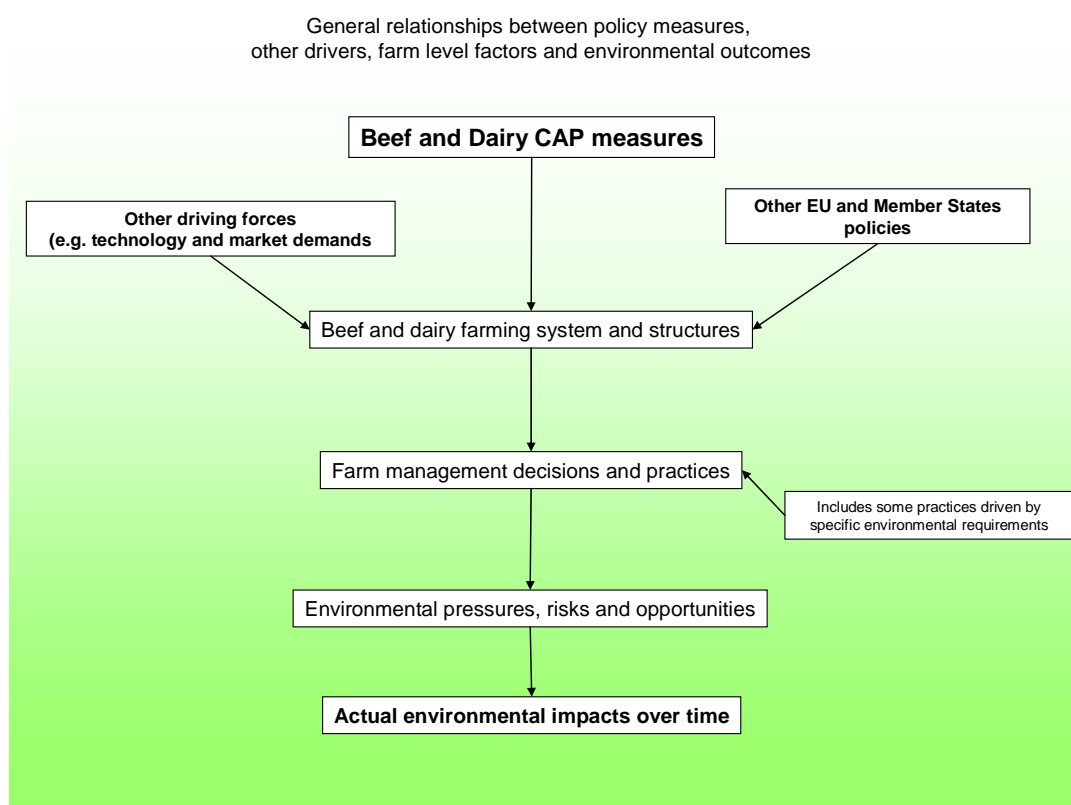 General relationships between policy measures,
other drivers, farm level factors and environmental outcomes
Beef and Dairy CAP measures
Other driving forces
(e.g. technology and market demands
Other EU and Member States
policies
Beef and dairy farming system and structures
Farm management decisions and practices
Includes some practices driven by
specific environmental requirements
Environmental pressures, risks and opportunities
Actual environmental impacts over time